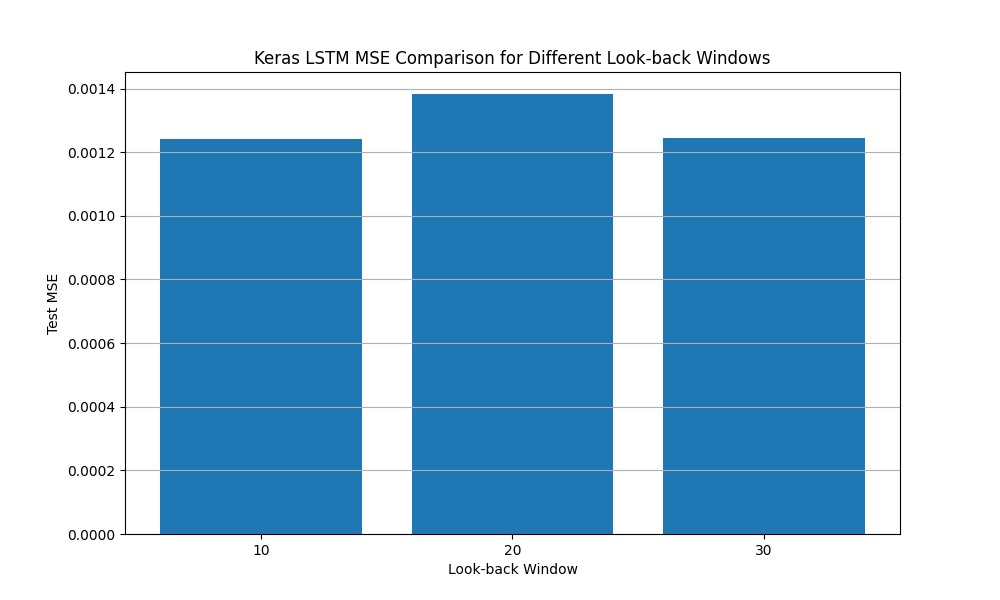 Keras LSTM MSE Comparison for Different Look-back Windows
0.0014
0.0012
0.0010
0.0008
0.0006
0.0004
0.0002
0.0000
Test MSE
10 20 30
Look-back Window